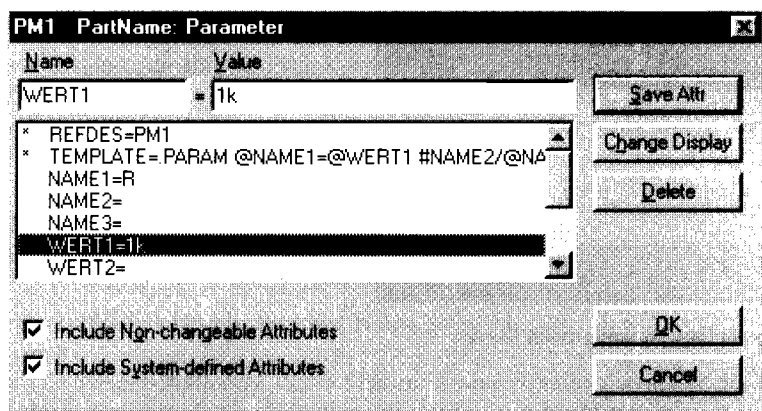 PM1 PartName: Parameter
Name Value
WERT1 = 1k
Save Attr
* REFDES=PM1
* TEMPLATE=.PARAM @NAME1=@WERT1 #NAME2/@NA
Change Display
NAME1=R
Delete
NAME2=
NAME3=
WERT1=1k
WERT2=
Include Non-changeable Attributes
OK
Include System-defined Attributes
Cancel